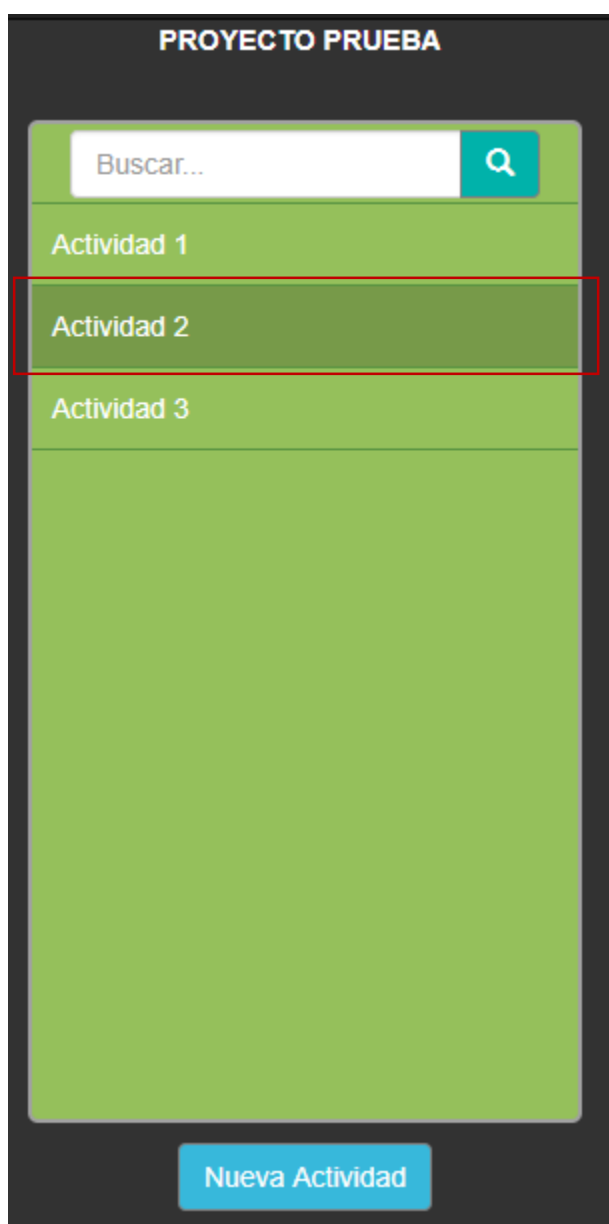 PROYECTO PRUEBA
Buscar...
Actividad 1
Actividad 2
Actividad 3
Nueva Actividad